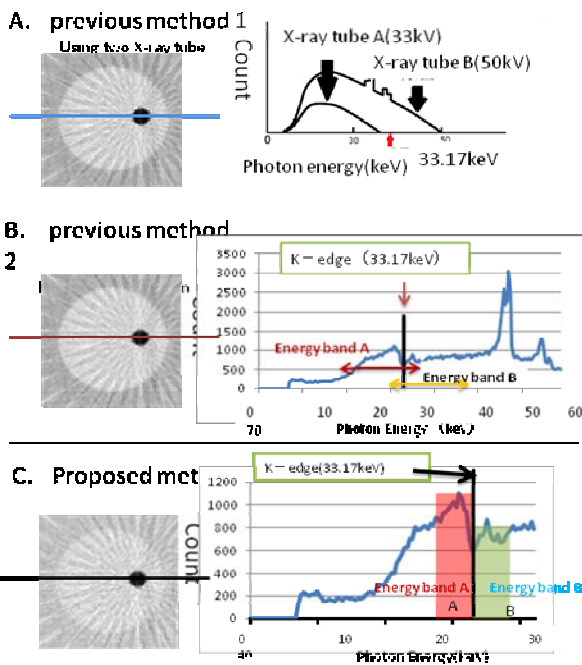 A. previous method 1
Using two X-ray tube
X-ray tube A(33kV)
X-ray tube B(50kV)
Count
0
Photon energy(keV) 33.17keV
B. previous method
2
K－edge (33.17keV)
3500
3000
2500
2000
1500
1000
500
0
Energy band A
Energy band B
0 10 20 30 40 50 60
70
Photon Energy (keV)
C. Proposed met
K－edge(33.17keV)
1200
1000
800
600
400
200
0
Count
Energy band A
Energy band B
A
B
0 10 20 30
Photon Energy(keV)